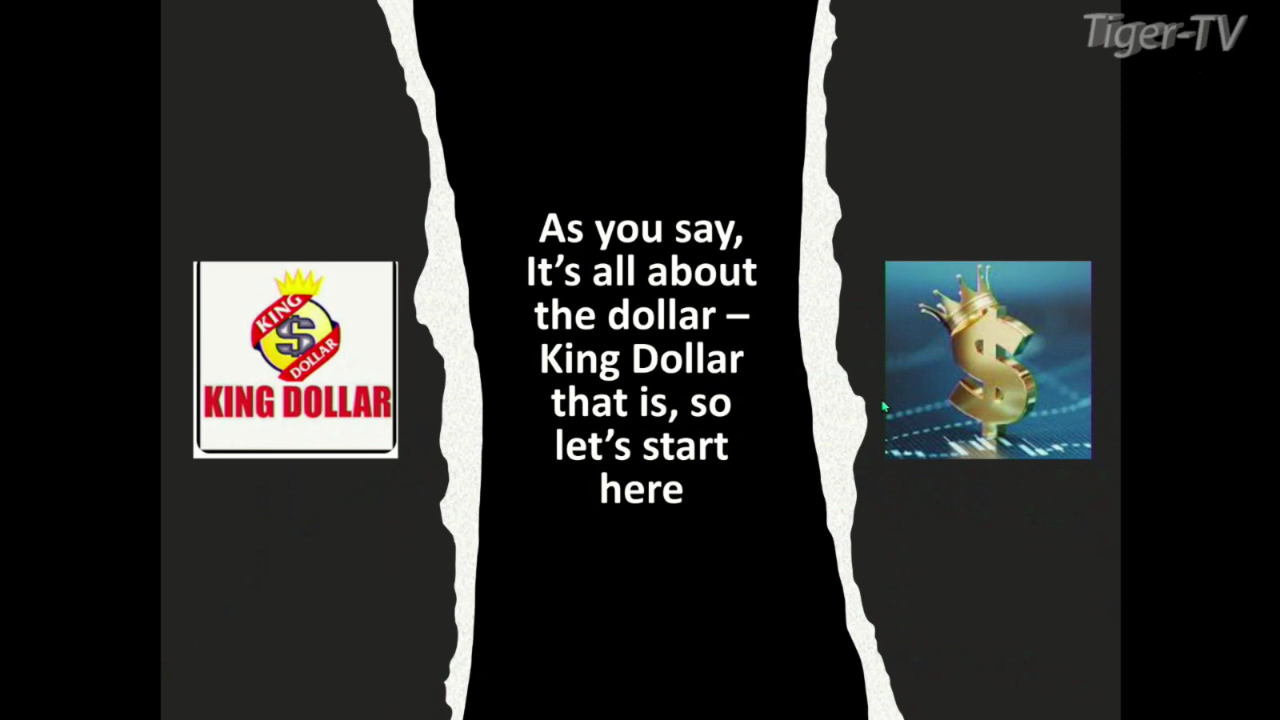 Tiger-TV
As you say,
It’s all about
the dollar –
King Dollar
that is, so
let’s start
here
KING
$
DOLLAR
KING DOLLAR
$